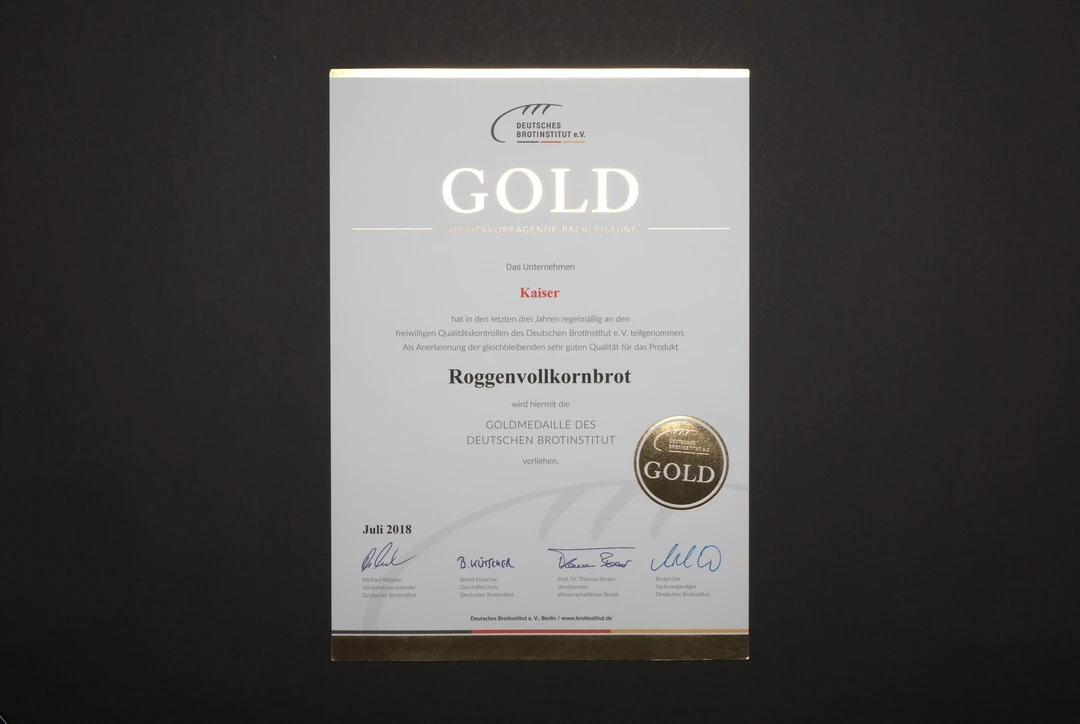 DEUTSCHES
BROTINSTITUT e.V.
GOLD
FÜR HERVORRAGENDE BACKLEISTUNG
Das Unternehmen
Kaiser
hat in den letzten drei Jahren regelmäßig an den
freiwilligen Qualitätskontrollen des Deutschen Brotinstitut e. V. teilgenommen.
Als Anerkennung der gleichbleibenden sehr guten Qualität für das Produkt
Roggenvollkornbrot
wird hiermit die
GOLDMEDAILLE DES
DEUTSCHEN BROTINSTITUT
verliehen.
DEUTSCHES
BROTINSTITUT e.V.
GOLD
Juli 2018
B. KÜTSCHER
Michael Wippler
Vorstandsvorsitzender
Deutsches Brotinstitut
Bernd Kütscher
Geschäftsführer
Deutsches Brotinstitut
Prof. Dr. Thomas Becker
Vorsitzender
Wissenschaftlicher Beirat
Brotprüfer
Sachverständiger
Deutsches Brotinstitut
Deutsches Brotinstitut e. V., Berlin / www.brotinstitut.de